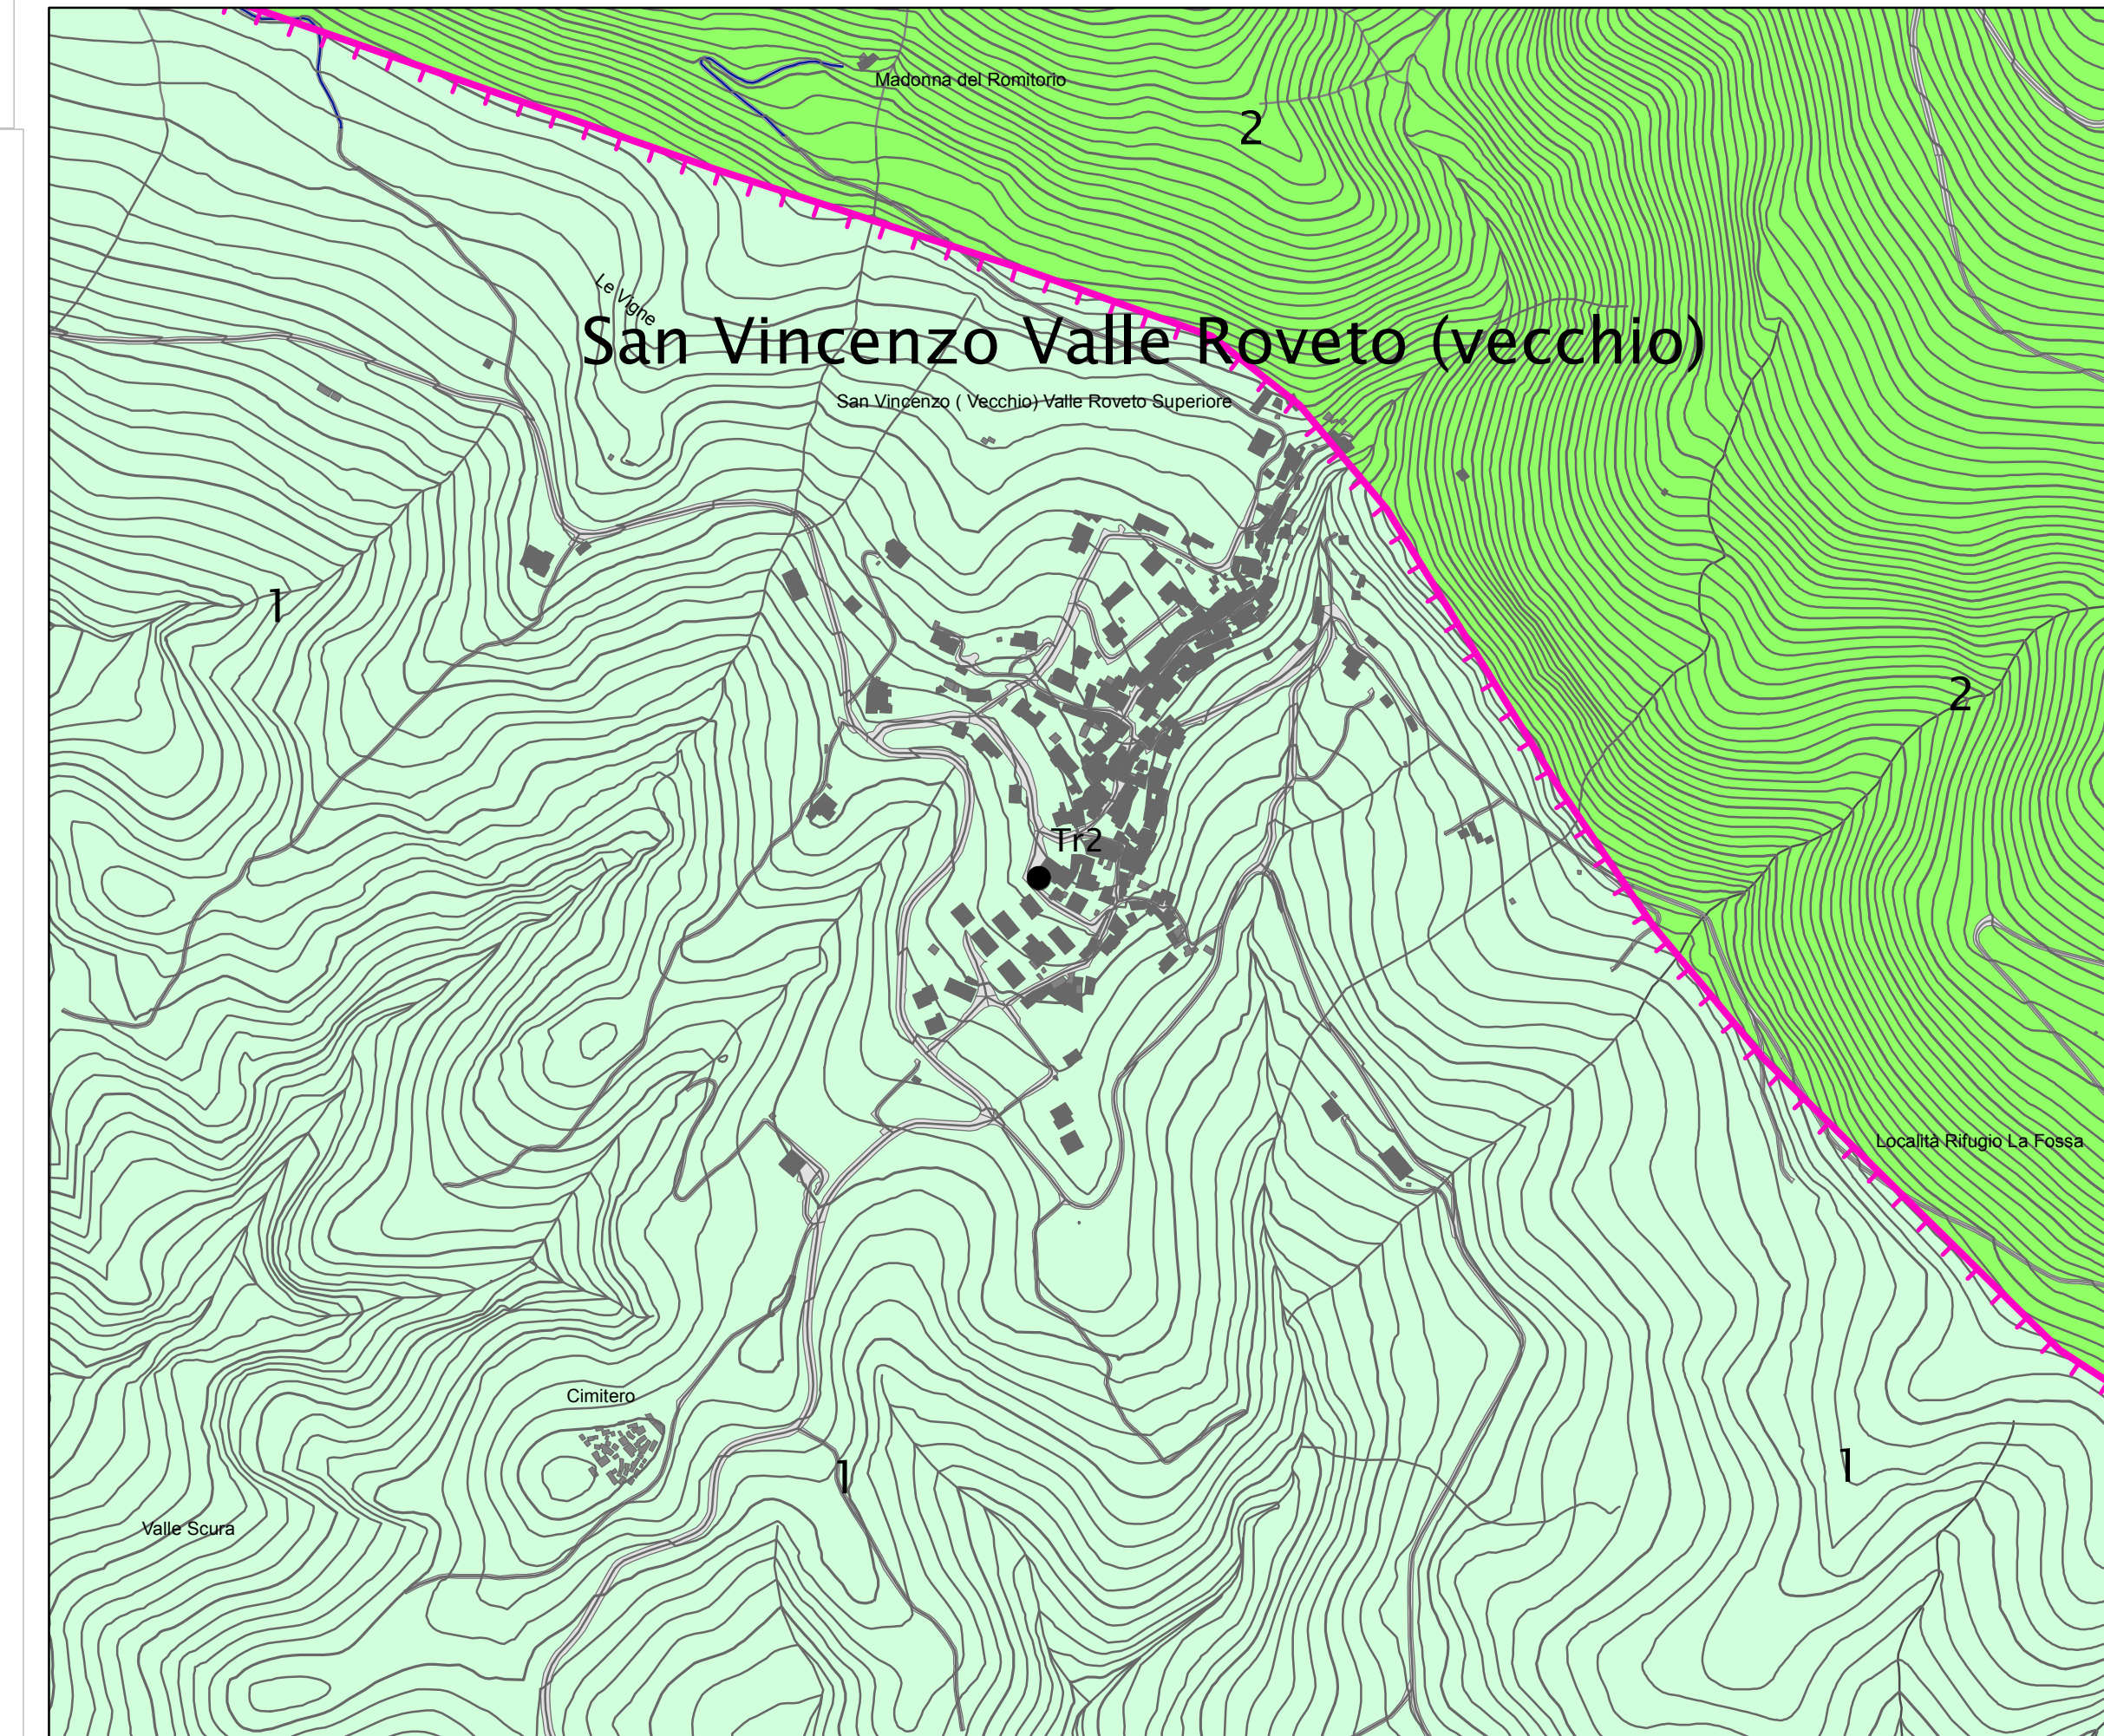 Madonna del Romitorio
2
Le Vigne
San Vincenzo Valle Roveto (vecchio)
San Vincenzo ( Vecchio) Valle Roveto Superiore
1
2
Tr2
Località Rifugio La Fossa
Cimitero
1
1
Valle Scura